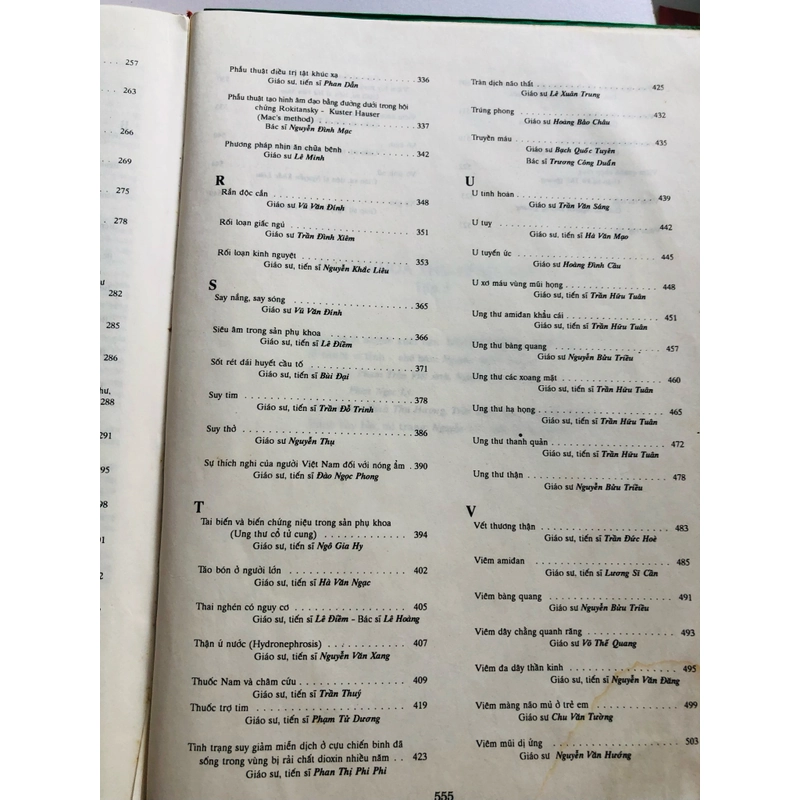 257
263
266
269
275
278
ư
282
285
286
hư,
288
291
295
98
Phẫu thuật điều trị tật khúc xạ 336
Giáo sư, tiến sĩ Phan Dẫn
Phẫu thuật tạo hình âm đạo bằng đường dưới trong hội
chứng Rokitansky - Kuster Hauser
(Mac's method) 337
Bác sĩ Nguyễn Đình Mạc
Phương pháp nhịn ăn chữa bệnh 342
Giáo sư Lê Minh
R
Rắn độc cắn 348
Giáo sư Vũ Văn Đính
Rối loạn giấc ngủ 351
Giáo sư Trần Đình Xiêm
Rối loạn kinh nguyệt 353
Giáo sư, tiến sĩ Nguyễn Khắc Liêu
S
Say nắng, say sóng 365
Giáo sư Vũ Văn Đính
Siêu âm trong sản phụ khoa 366
Giáo sư, tiến sĩ Lê Điềm
Sốt rét đái huyết cầu tố 371
Giáo sư, tiến sĩ Bùi Đại
Suy tim 378
Giáo sư, tiến sĩ Trần Đỗ Trinh
Suy thở 386
Giáo sư Nguyễn Thụ
Sự thích nghi của người Việt Nam đối với nóng ẩm 390
Giáo sư, tiến sĩ Đào Ngọc Phong
T
Tai biến và biến chứng niệu trong sản phụ khoa
(Ung thư cổ tử cung) 394
Giáo sư, tiến sĩ Ngô Gia Hy
Táo bón ở người lớn 402
Giáo sư, tiến sĩ Hà Văn Ngạc
Thai nghén có nguy cơ 405
Giáo sư, tiến sĩ Lê Điềm - Bác sĩ Lê Hoàng
Thận ứ nước (Hydronephrosis) 407
Giáo sư, tiến sĩ Nguyễn Văn Xang
Thuốc Nam và châm cứu 409
Giáo sư, tiến sĩ Trần Thuý
Thuốc trợ tim 419
Giáo sư, tiến sĩ Phạm Tử Dương
Tình trạng suy giảm miễn dịch ở cựu chiến binh đã
sống trong vùng bị rải chất dioxin nhiều năm . . 423
Giáo sư, tiến sĩ Phan Thị Phi Phi
Tràn dịch não thất 425
Giáo sư Lê Xuân Trung
Trúng phong 432
Giáo sư Hoàng Bảo Châu
Truyền máu 435
Giáo sư Bạch Quốc Tuyên
Bác sĩ Trương Công Duẩn
U
U tinh hoàn 439
Giáo sư Trần Văn Sáng
U tuỵ 442
Giáo sư, tiến sĩ Hà Văn Mạo
U tuyến ức 445
Giáo sư Hoàng Đình Cầu
U xơ máu vùng mũi họng 448
Giáo sư, tiến sĩ Trần Hữu Tuân
Ung thư amiđan khẩu cái 451
Giáo sư, tiến sĩ Trần Hữu Tuân
Ung thư bàng quang 457
Giáo sư Nguyễn Bửu Triều
Ung thư các xoang mặt 460
Giáo sư, tiến sĩ Trần Hữu Tuân
Ung thư hạ họng 465
Giáo sư, tiến sĩ Trần Hữu Tuân
Ung thư thanh quản 472
Giáo sư, tiến sĩ Trần Hữu Tuân
Ung thư thận 478
Giáo sư Nguyễn Bửu Triều
V
Vết thương thận 483
Giáo sư, tiến sĩ Trần Đức Hoè
Viêm amiđan 485
Giáo sư, tiến sĩ Lương Sĩ Cần
Viêm bàng quang 491
Giáo sư Nguyễn Bửu Triều
Viêm dây chằng quanh răng 493
Giáo sư Võ Thế Quang
Viêm đa dây thần kinh 495
Giáo sư, tiến sĩ Nguyễn Văn Đăng
Viêm màng não mủ ở trẻ em 499
Giáo sư Chu Văn Tường
Viêm mũi dị ứng 503
Giáo sư Nguyễn Văn Hướng
555